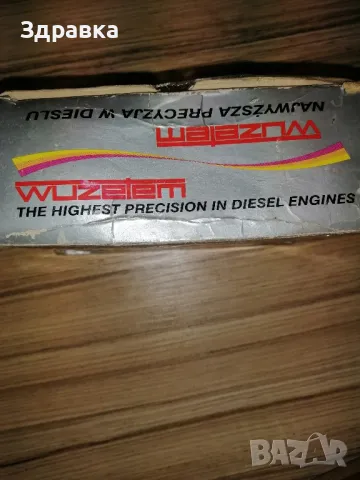 Здравка
NAJWYŻSZA PRECYZJA W DIESLU
wuzetem
wuzetem
THE HIGHEST PRECISION IN DIESEL ENGINES
BAZAR